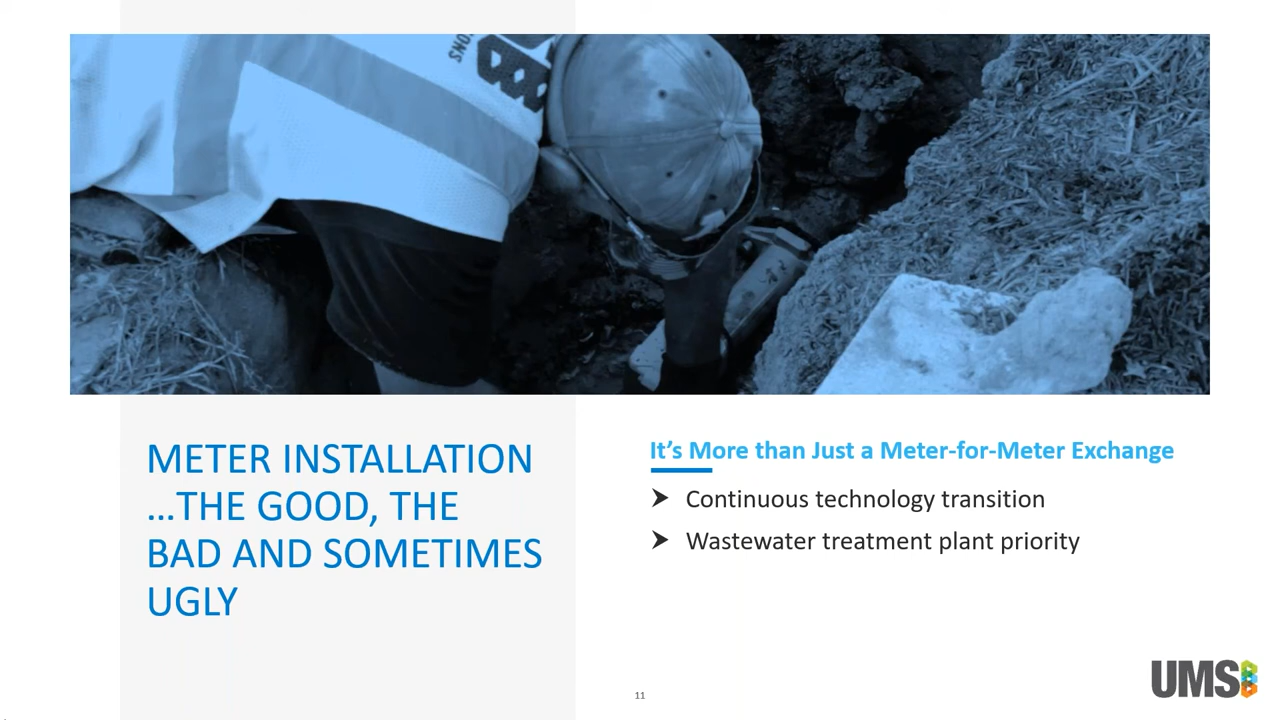 METER INSTALLATION
...THE GOOD, THE
BAD AND SOMETIMES
UGLY
It's More than Just a Meter-for-Meter Exchange
Continuous technology transition
Wastewater treatment plant priority
11
UMS